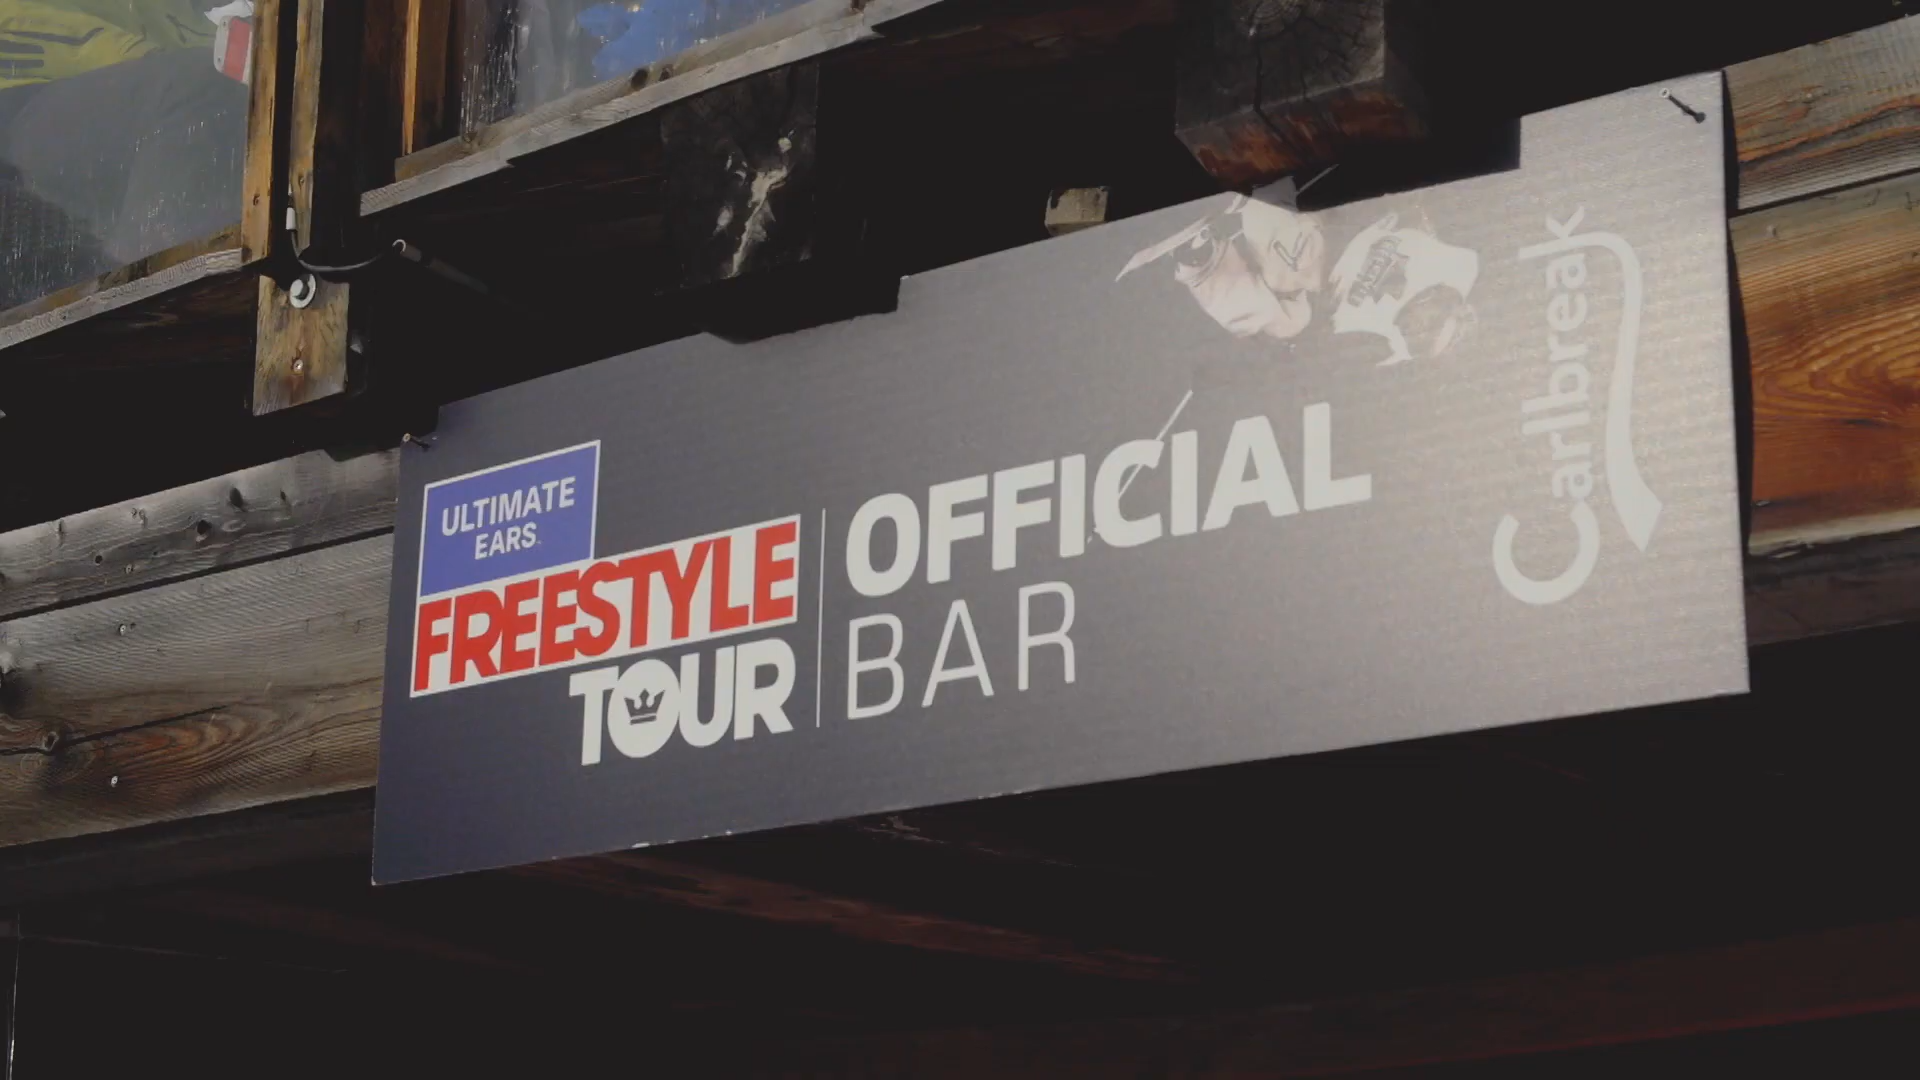 ULTIMATE
EARS
FREESTYLE
TOUR
OFFICIAL
BAR
Carlbreak